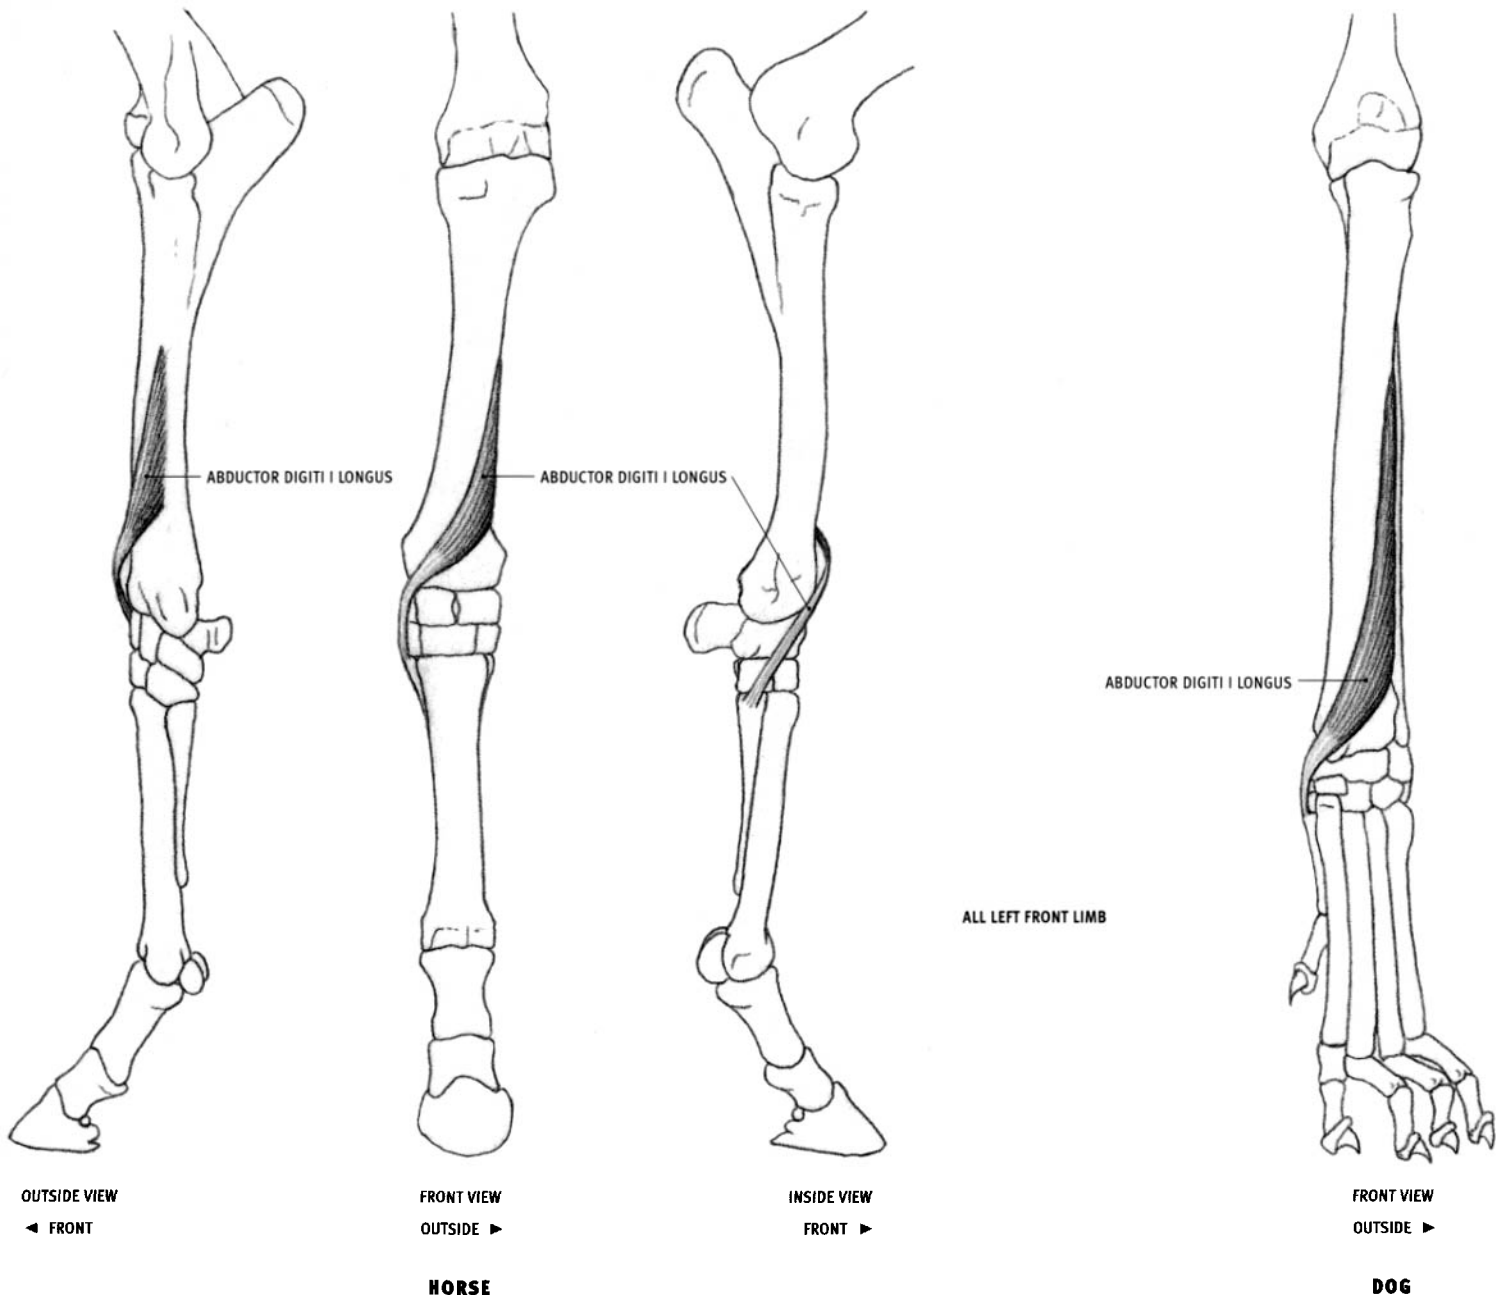 ABDUCTOR DIGITI I LONGUS
ABDUCTOR DIGITI I LONGUS
ABDUCTOR DIGITI I LONGUS
ALL LEFT FRONT LIMB
OUTSIDE VIEW
◄ FRONT
FRONT VIEW
OUTSIDE ►
INSIDE VIEW
FRONT ►
FRONT VIEW
OUTSIDE ►
HORSE
DOG